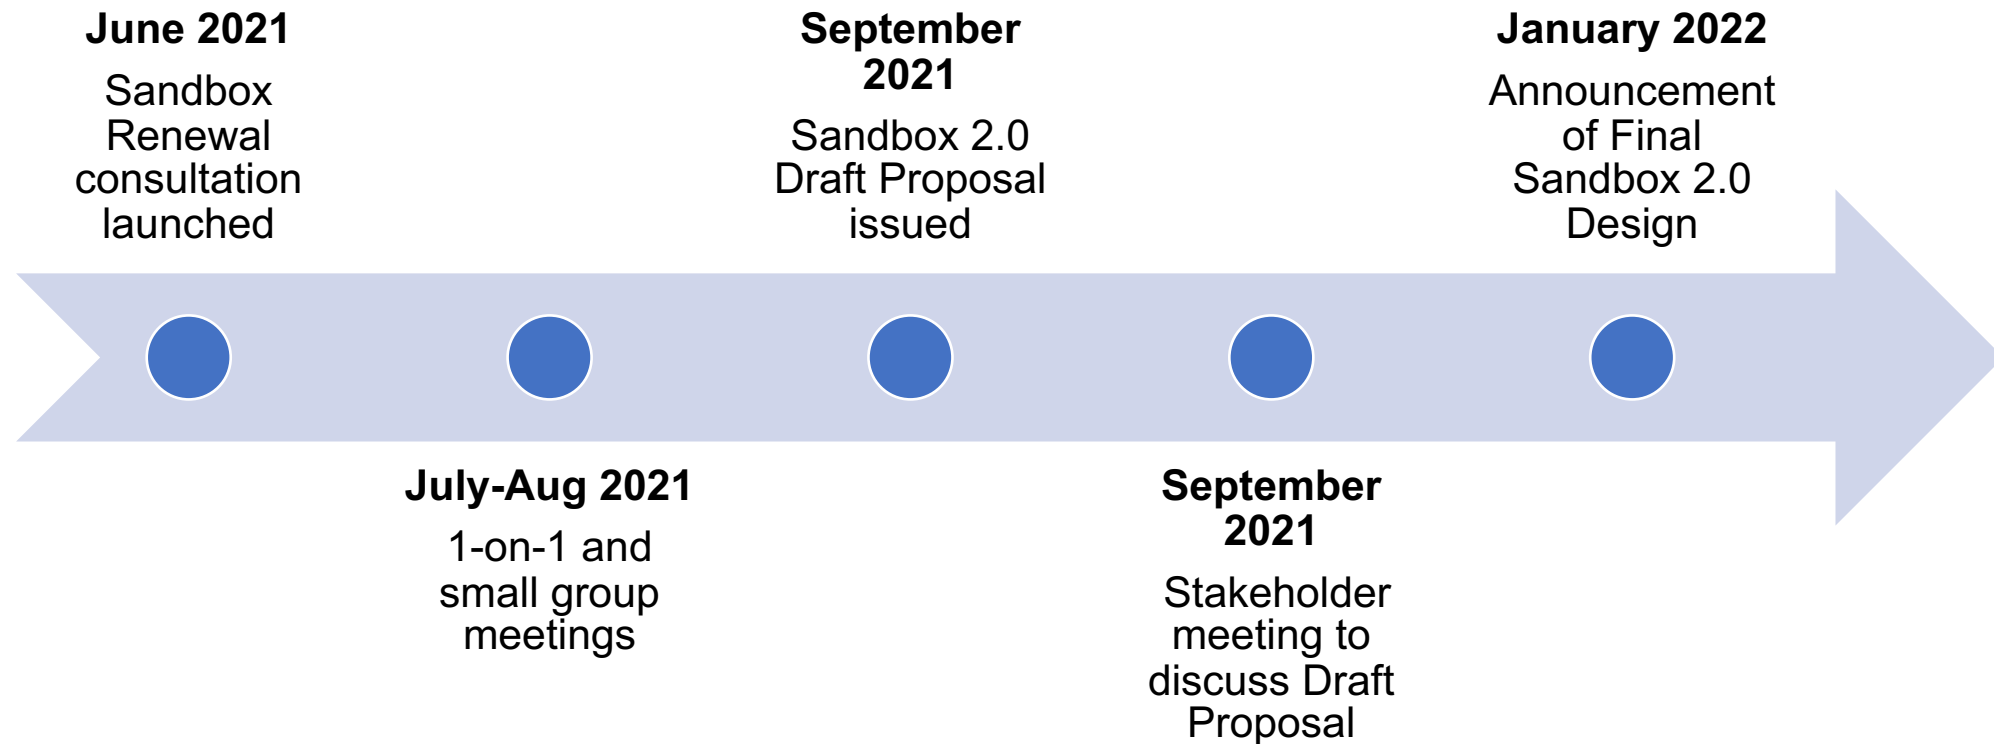 June 2021
Sandbox
Renewal
consultation
launched
July-Aug 2021
1-on-1 and
small group
meetings
September
2021
Sandbox 2.0
Draft Proposal
issued
September
2021
Stakeholder
meeting to
discuss Draft
Proposal
January 2022
Announcement
of Final
Sandbox 2.0
Design